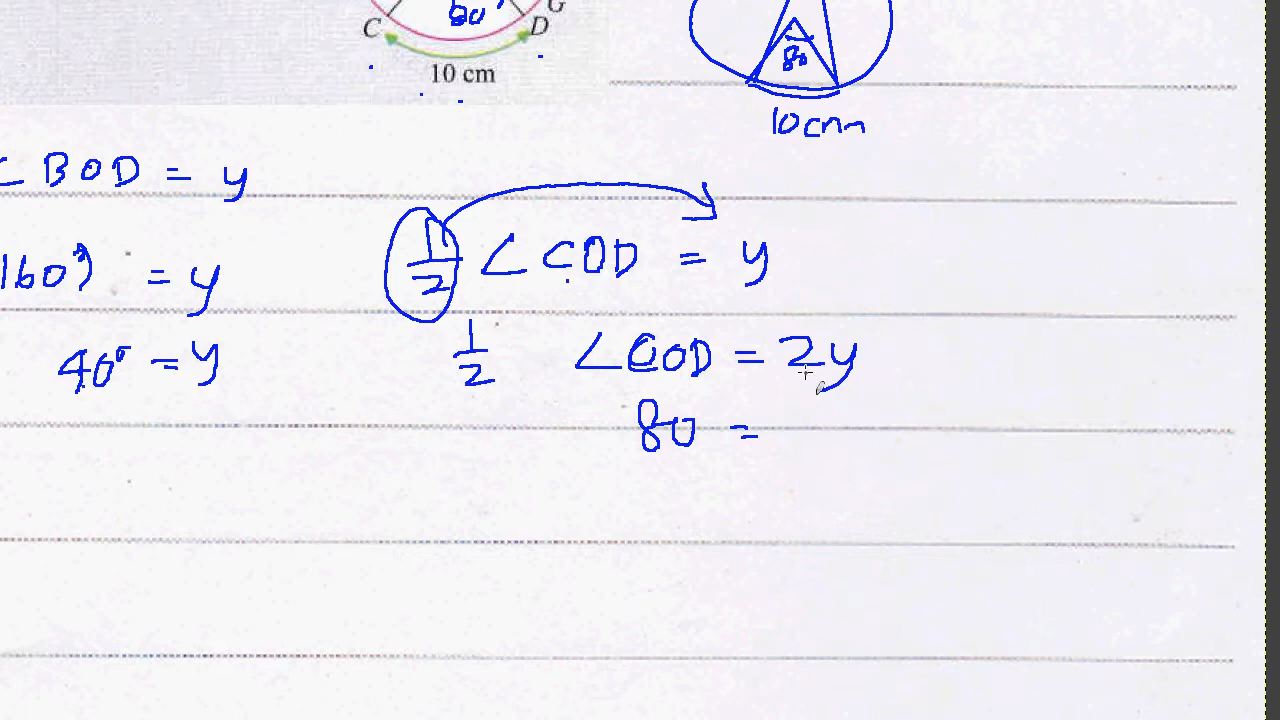 80°
C
D
G
10 cm
80
10cm
∠BOD = y
1/2 ∠COD = y
160°) = y
1/2 ∠COD = 2y
40° = y
80 =